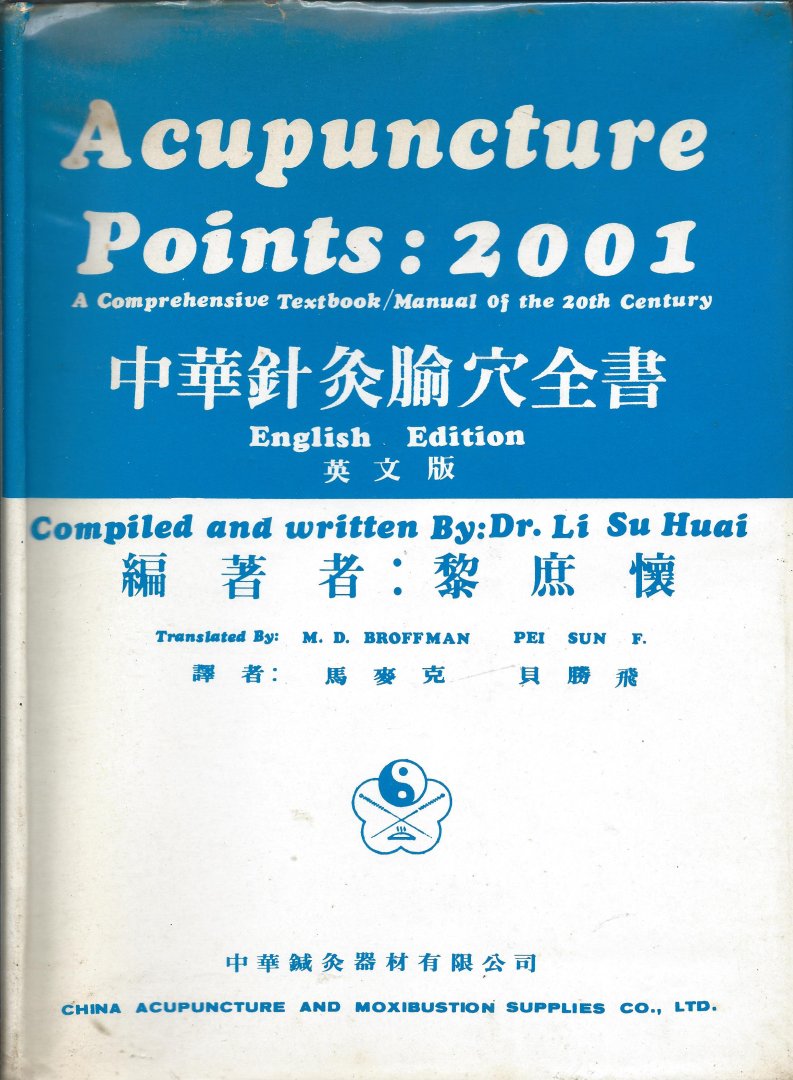 Acupuncture
Points: 2001
A Comprehensive Textbook/Manual Of the 20th Century
中華針灸腧穴全書
English Edition
英文版
Compiled and written By: Dr. Li Su Huai
編著者：黎庶懷
Translated By: M. D. BROFFMAN PEI SUN F.
譯者： 馬麥克 貝勝飛
中華鍼灸器材有限公司
CHINA ACUPUNCTURE AND MOXIBUSTION SUPPLIES CO., LTD.